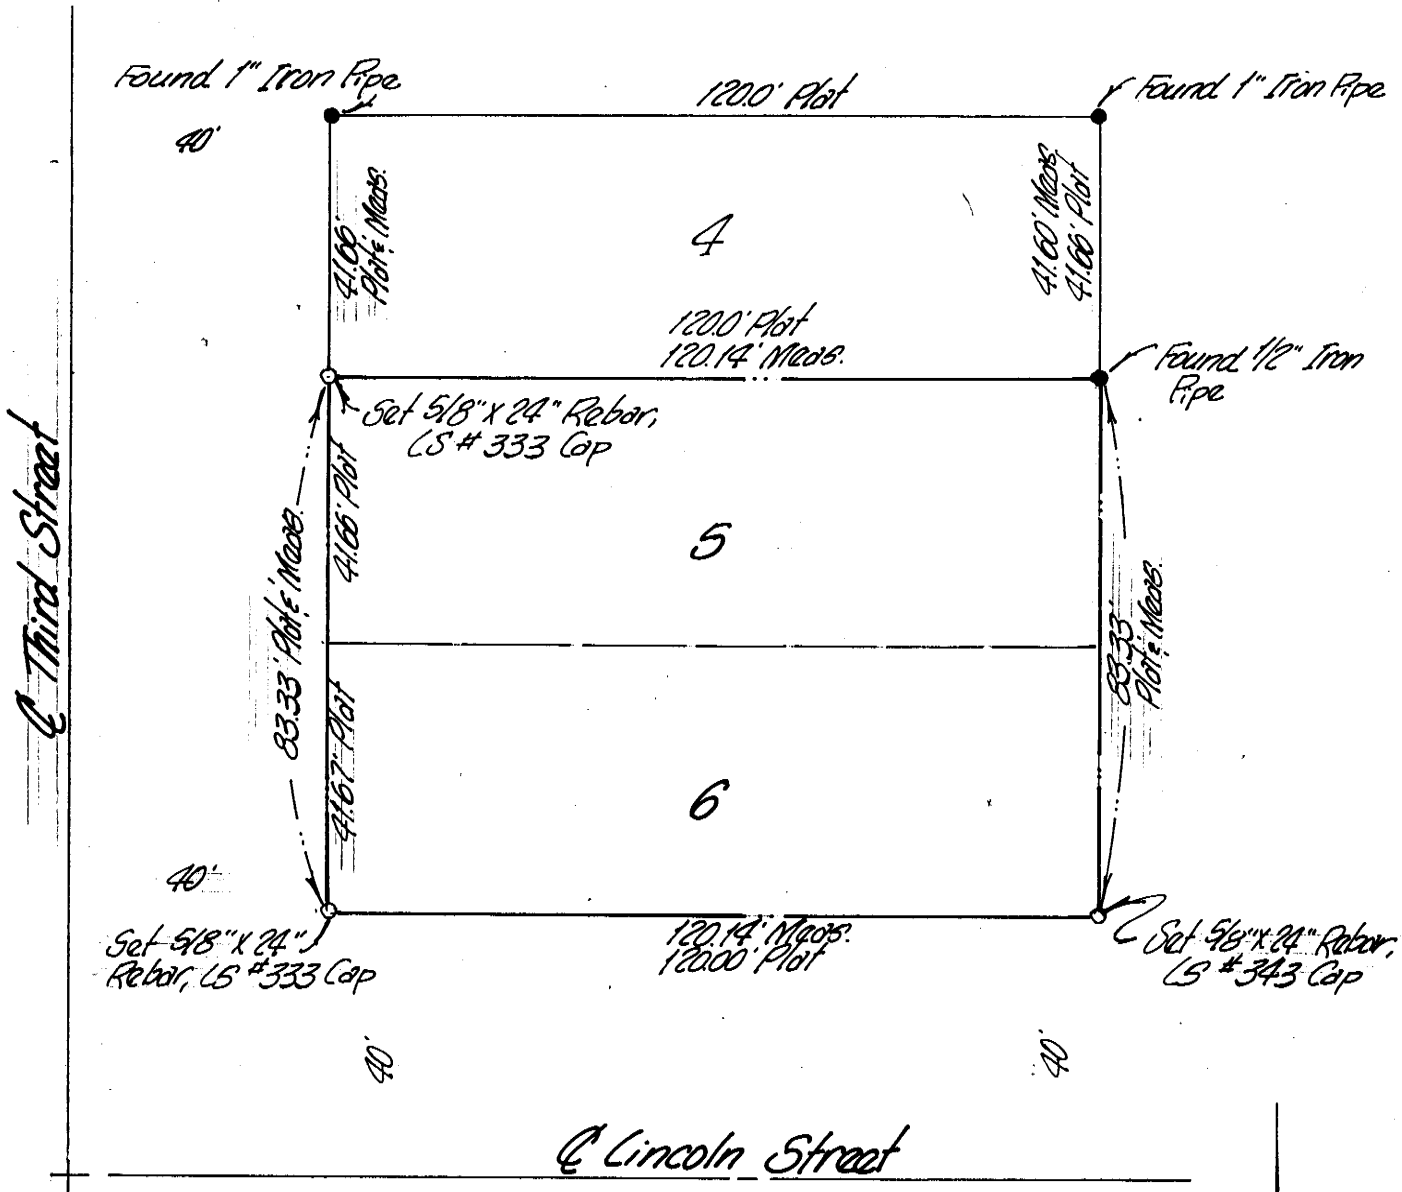 Found 1" Iron Pipe
120.0' Plat
Found 1" Iron Pipe
40'
41.66'
Plat & Meas.
4
41.60' Meas.
41.66' Plat
120.0' Plat
120.14' Meas.
Found 1/2" Iron
Pipe
Set 5/8" x 24" Rebar,
LS # 333 Cap
℄ Third Street
83.33' Plat & Meas.
41.66' Plat
5
83.33'
Plat & Meas.
41.67' Plat
6
40'
Set 5/8" x 24"
Rebar, LS #333 Cap
120.14' Meas.
120.00' Plat
Set 5/8" x 24" Rebar,
LS # 343 Cap
40'
40'
℄ Lincoln Street